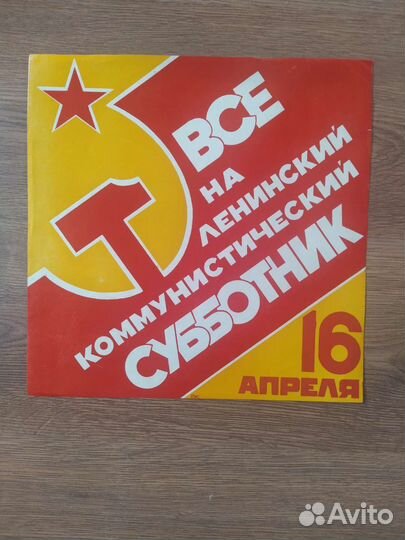 ВСЕ
НА
ЛЕНИНСКИЙ
КОММУНИСТИЧЕСКИЙ
СУББОТНИК
16
АПРЕЛЯ
Avito